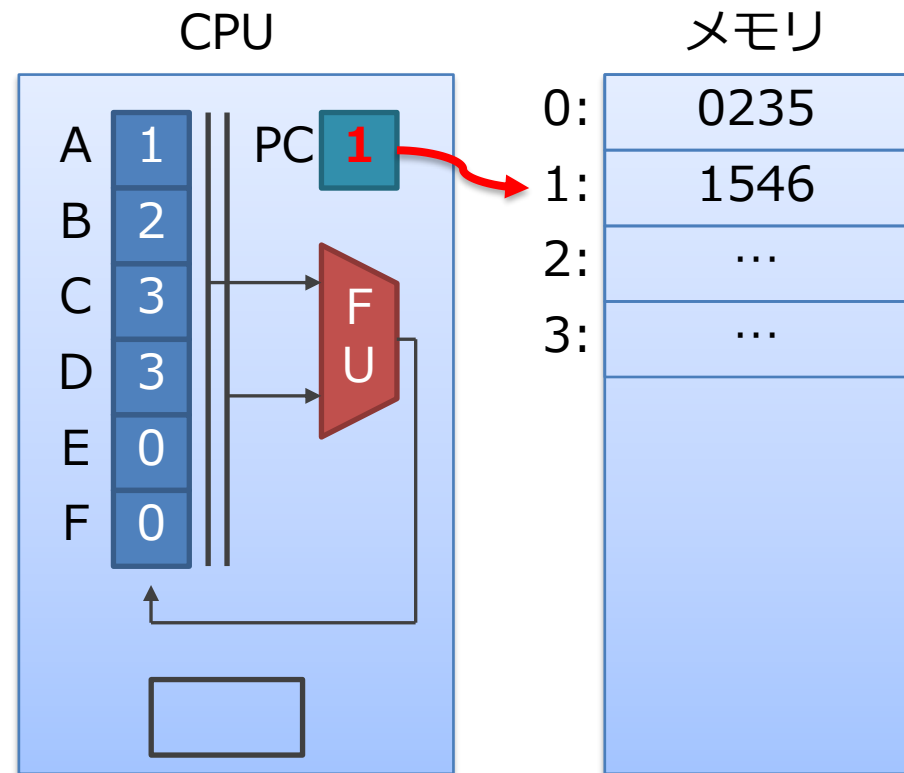 CPU
A 1
B 2
C 3
D 3
E 0
F 0
PC 1
F
U
メモリ
0: 0235
1: 1546
2: …
3: …